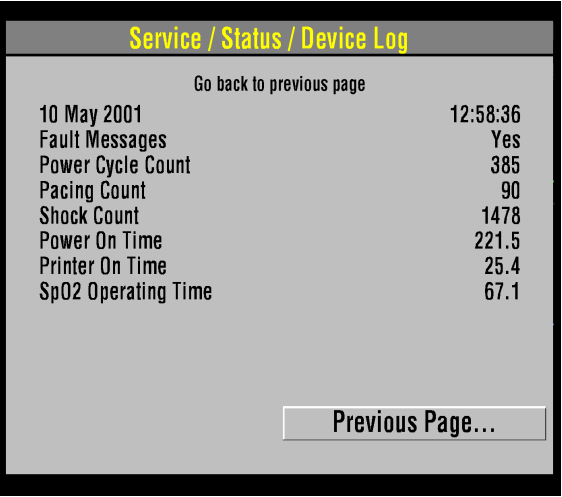 Service / Status / Device Log
Go back to previous page
10 May 2001 12:58:36
Fault Messages Yes
Power Cycle Count 385
Pacing Count 90
Shock Count 1478
Power On Time 221.5
Printer On Time 25.4
SpO2 Operating Time 67.1
Previous Page...